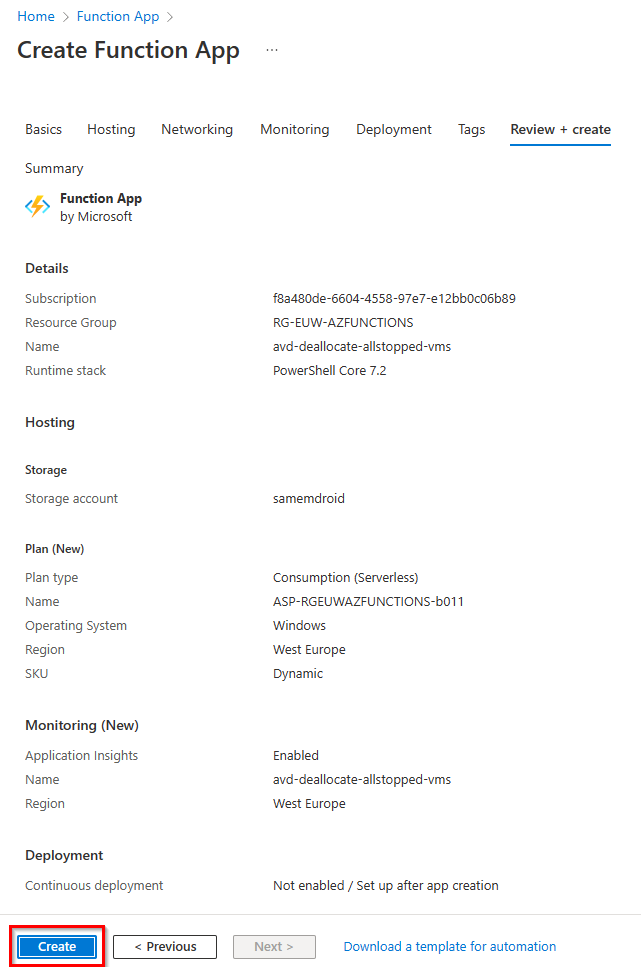 Home > Function App >
Create Function App ...
Basics Hosting Networking Monitoring Deployment Tags Review + create
Summary
Function App
by Microsoft
Details
Subscription f8a480de-6604-4558-97e7-e12bb0c06b89
Resource Group RG-EUW-AZFUNCTIONS
Name avd-deallocate-allstopped-vms
Runtime stack PowerShell Core 7.2
Hosting
Storage
Storage account samemdroid
Plan (New)
Plan type Consumption (Serverless)
Name ASP-RGEUWAZFUNCTIONS-b011
Operating System Windows
Region West Europe
SKU Dynamic
Monitoring (New)
Application Insights Enabled
Name avd-deallocate-allstopped-vms
Region West Europe
Deployment
Continuous deployment Not enabled / Set up after app creation
Create < Previous Next > Download a template for automation